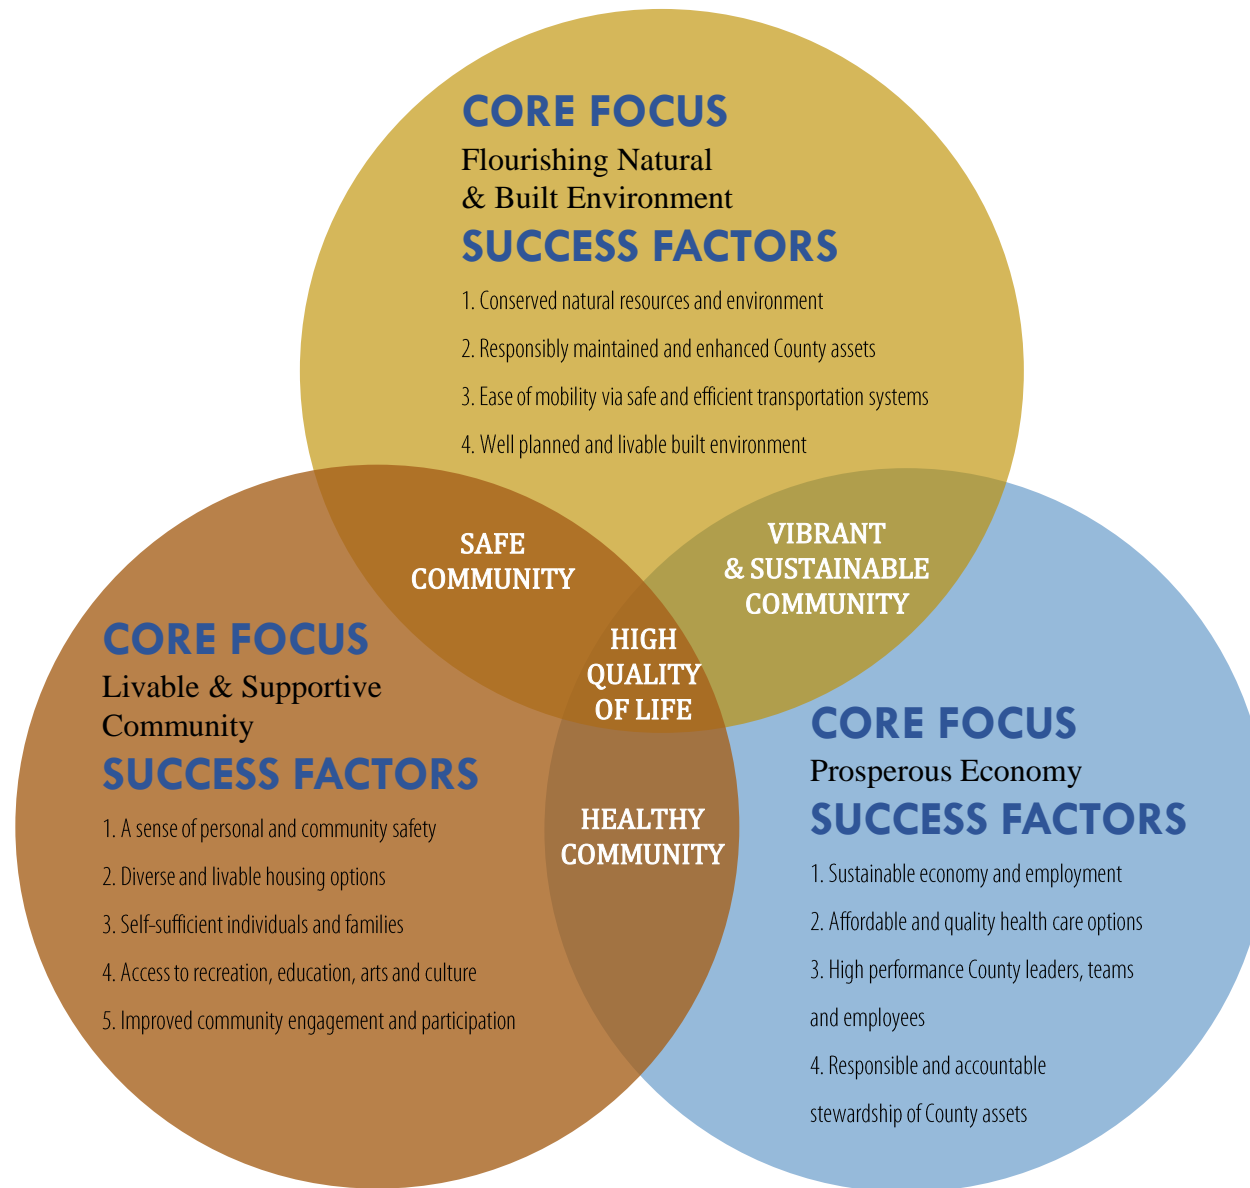 CORE FOCUS
Flourishing Natural
& Built Environment
SUCCESS FACTORS
1. Conserved natural resources and environment
2. Responsibly maintained and enhanced County assets
3. Ease of mobility via safe and efficient transportation systems
4. Well planned and livable built environment
SAFE
COMMUNITY
VIBRANT
& SUSTAINABLE
COMMUNITY
HIGH
QUALITY
OF LIFE
CORE FOCUS
Livable & Supportive
Community
SUCCESS FACTORS
1. A sense of personal and community safety
2. Diverse and livable housing options
3. Self-sufficient individuals and families
4. Access to recreation, education, arts and culture
5. Improved community engagement and participation
HEALTHY
COMMUNITY
CORE FOCUS
Prosperous Economy
SUCCESS FACTORS
1. Sustainable economy and employment
2. Affordable and quality health care options
3. High performance County leaders, teams
and employees
4. Responsible and accountable
stewardship of County assets